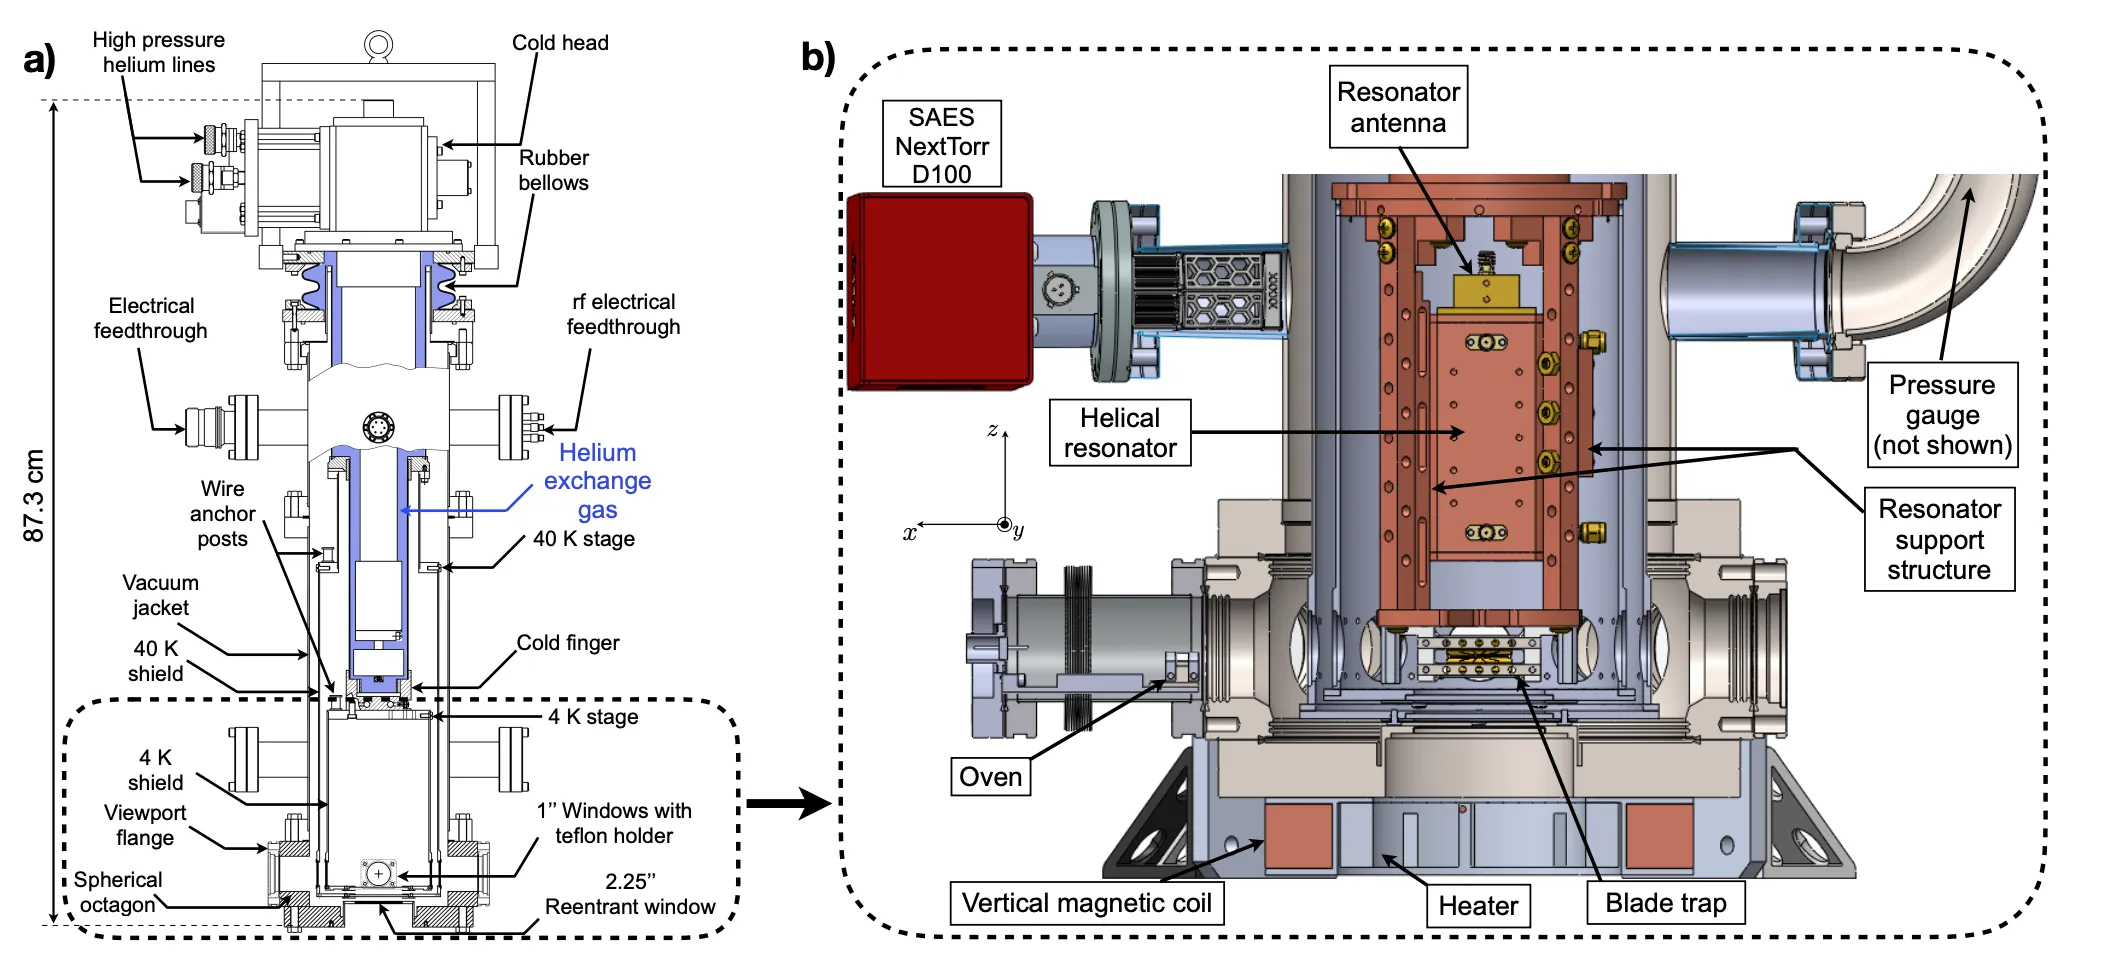 a)
High pressure
helium lines
Cold head
Rubber
bellows
Electrical
feedthrough
rf electrical
feedthrough
87.3 cm
Helium
exchange
gas
Wire
anchor
posts
40 K stage
Vacuum
jacket
40 K
shield
Cold finger
4 K stage
4 K
shield
Viewport
flange
1’’ Windows with
teflon holder
Spherical
octagon
2.25’’
Reentrant window
b)
SAES
NextTorr
D100
Resonator
antenna
Helical
resonator
z
x
y
Pressure
gauge
(not shown)
Resonator
support
structure
Oven
Vertical magnetic coil
Heater
Blade trap